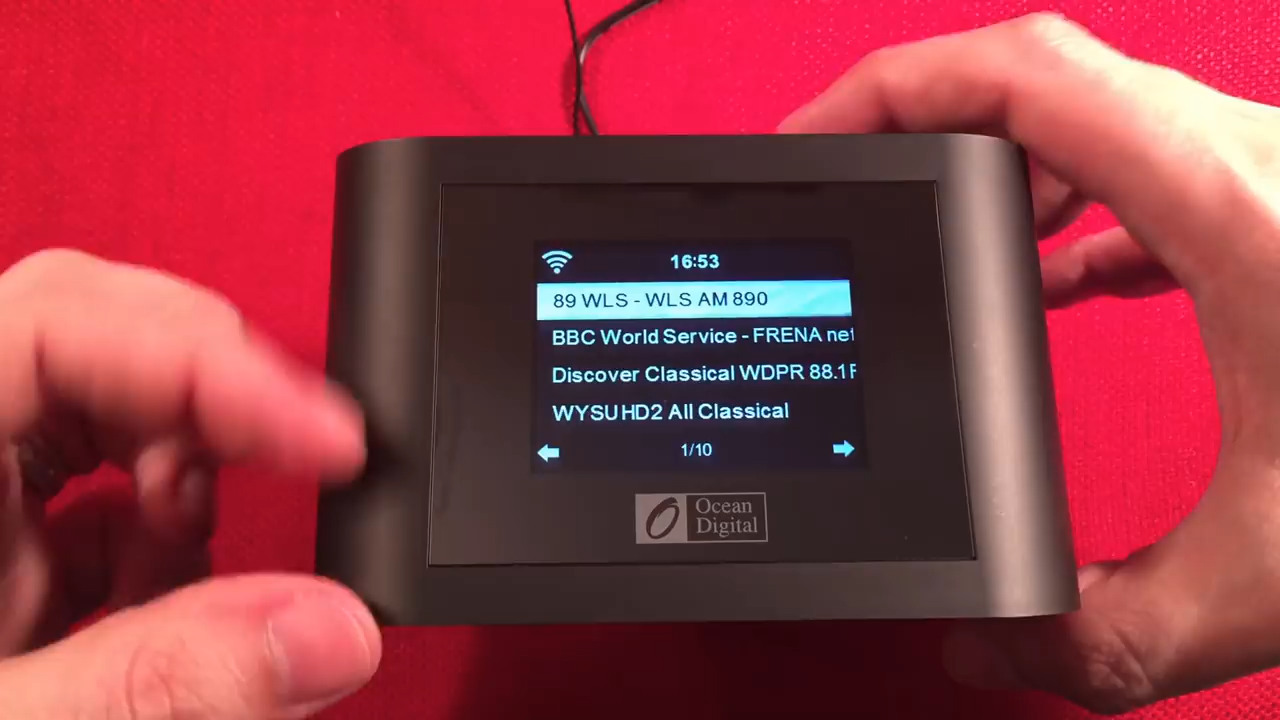 16:53
89 WLS - WLS AM 890
BBC World Service - FRENA
Discover Classical WDPR 88.1
WYSU HD2 All Classical
1/10
Ocean
Digital